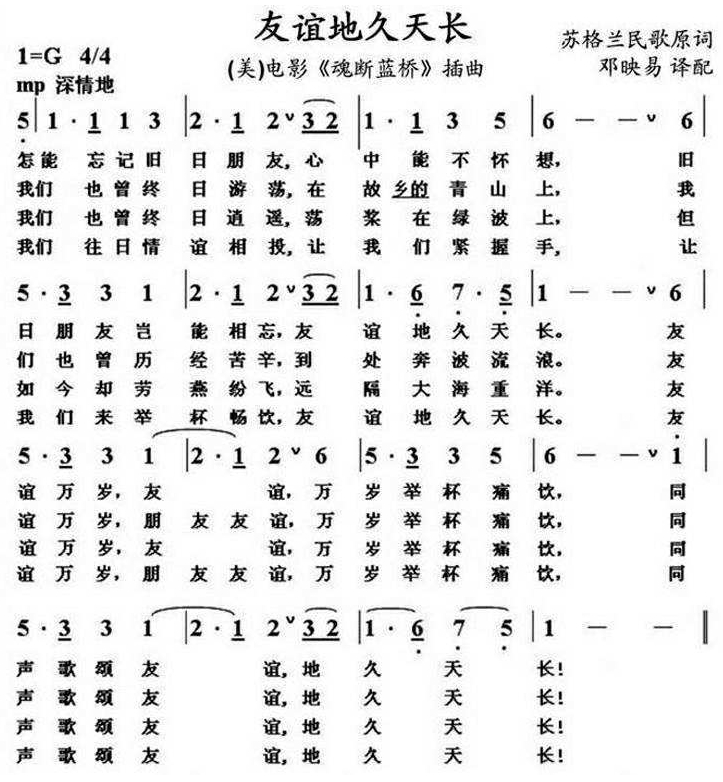 友谊地久天长
苏格兰民歌原词
1=G 4/4
(美)电影《魂断蓝桥》插曲
邓映易 译配
mp 深情地
5 | 1 · 1 1 3 | 2 · 1 2 ˅ 3 2 | 1 · 1 3 5 | 6 — — ˅ 6 |
怎能 忘记旧 日朋友, 心 中能不怀想, 旧
我们 也曾终 日游荡, 在 故乡的青山上, 我
我们 也曾终 日逍遥, 荡 桨在绿波上, 但
我们 往日情 谊相投, 让 我们紧握手, 让
5 · 3 3 1 | 2 · 1 2 ˅ 3 2 | 1 · 6 7 · 5 | 1 — — ˅ 6 |
日朋友岂 能相忘, 友 谊地久天长。 友
们也曾历 经苦辛, 到 处奔波流浪。 友
如今却劳 燕纷飞, 远 隔大海重洋。 友
我们来举 杯畅饮, 友 谊地久天长。 友
5 · 3 3 1 | 2 · 1 2 ˅ 6 | 5 · 3 3 5 | 6 — — ˅ 1 |
谊万岁, 友 谊, 万 岁举杯痛饮, 同
谊万岁, 朋 友友谊, 万 岁举杯痛饮, 同
谊万岁, 友 谊, 万 岁举杯痛饮, 同
谊万岁, 朋 友友谊, 万 岁举杯痛饮, 同
5 · 3 3 1 | 2 · 1 2 ˅ 3 2 | 1 · 6 7 5 | 1 — — ‖
声歌颂友 谊, 地 久天长!
声歌颂友 谊, 地 久天长!
声歌颂友 谊, 地 久天长!
声歌颂友 谊, 地 久天长!